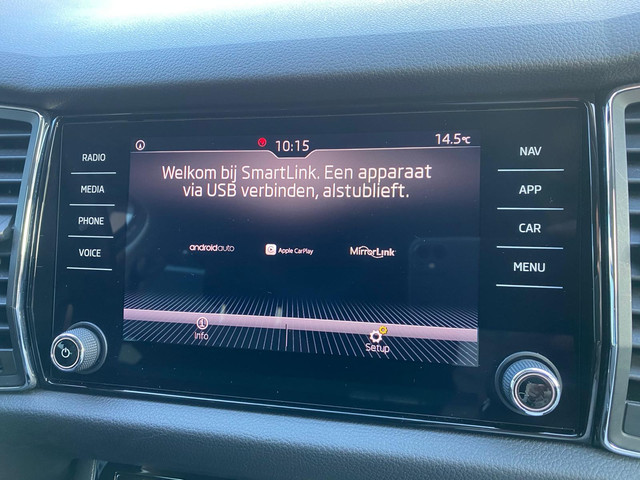 10:15
14.5°C
RADIO
MEDIA
PHONE
VOICE
Welkom bij SmartLink. Een apparaat
via USB verbinden, alstublieft.
androidauto
Apple CarPlay
MirrorLink
Info
Setup
NAV
APP
CAR
MENU